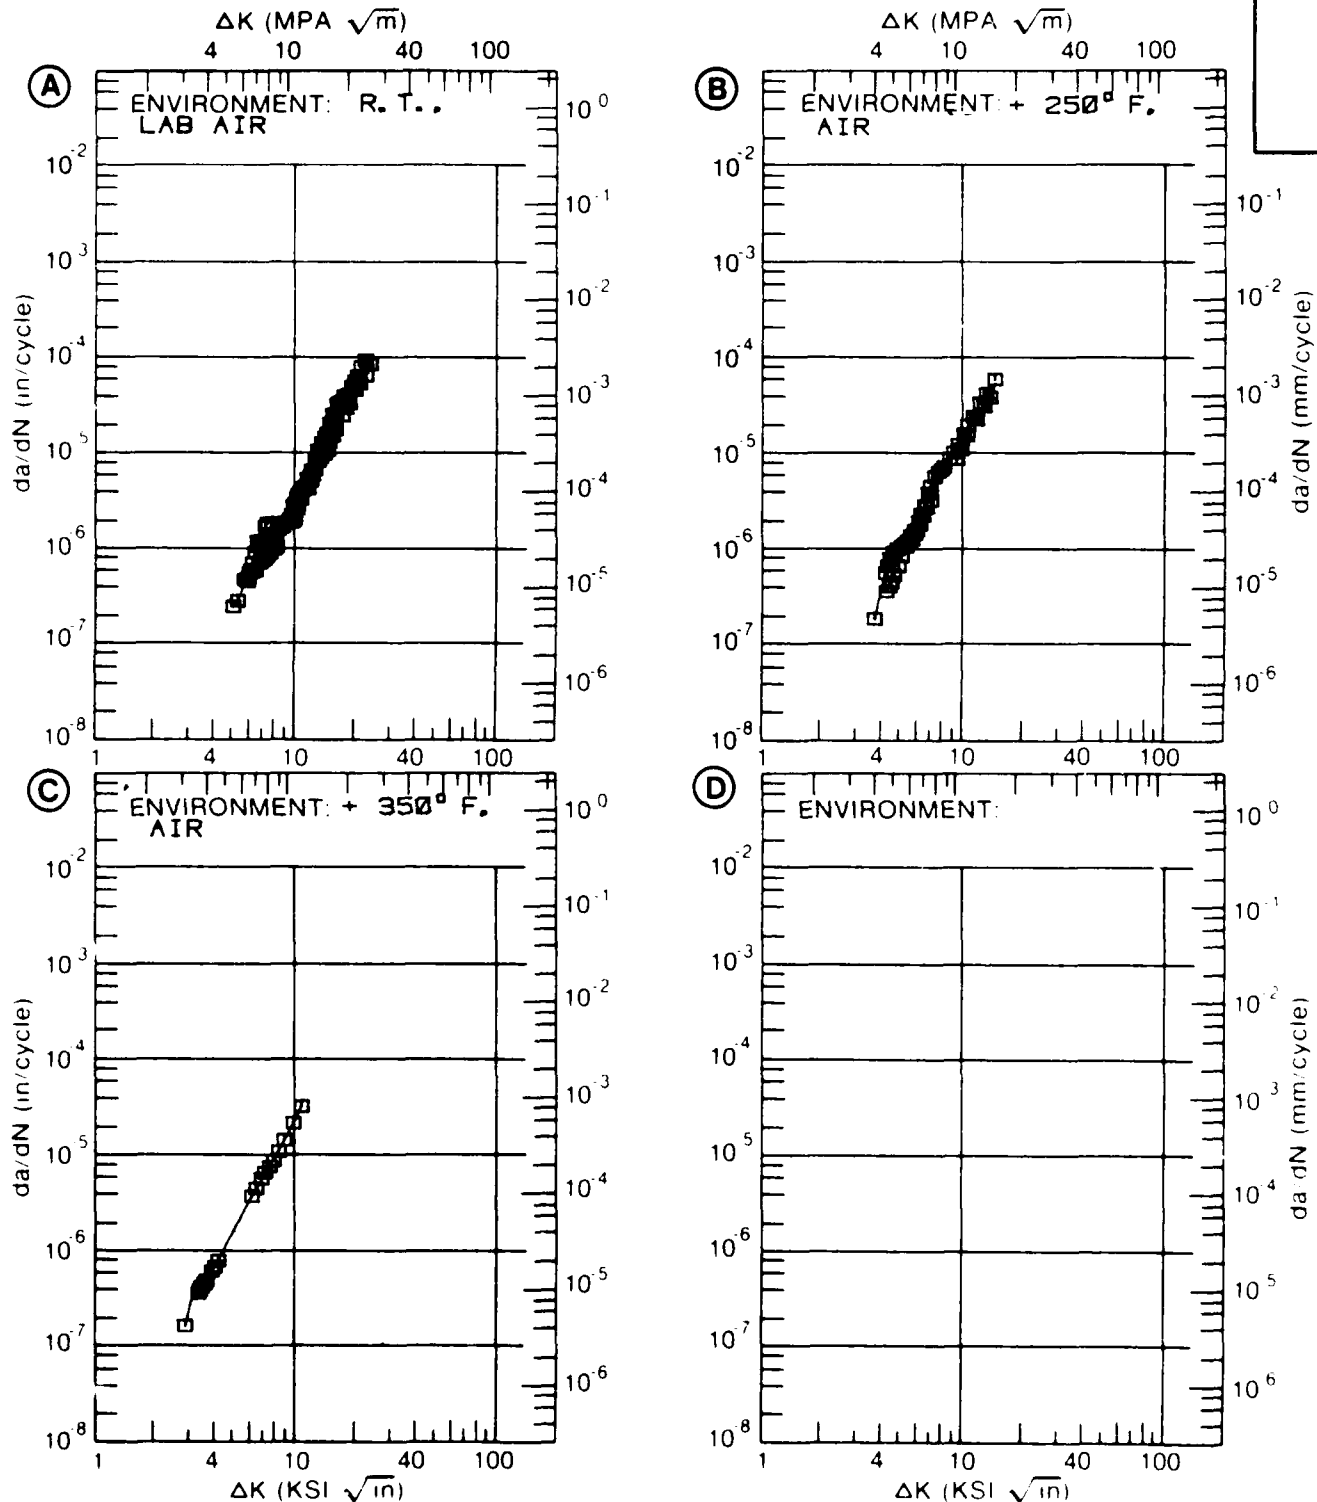 ΔK (MPA √m)
4 10 40 100
A
ENVIRONMENT: R.T..
LAB AIR
10^0
10^-2
10^-1
10^-3
10^-2
10^-4
10^-3
10^-5
10^-4
10^-6
10^-5
10^-7
10^-6
10^-8
1 4 10 40 100
da/dN (in/cycle)
ΔK (MPA √m)
4 10 40 100
B
ENVIRONMENT: + 250° F.
AIR
10^-2
10^-1
10^-3
10^-2
10^-4
10^-3
10^-5
10^-4
10^-6
10^-5
10^-7
10^-6
10^-8
1 4 10 40 100
da/dN (mm/cycle)
C
ENVIRONMENT: + 350° F.
AIR
10^0
10^-2
10^-1
10^-3
10^-2
10^-4
10^-3
10^-5
10^-4
10^-6
10^-5
10^-7
10^-6
10^-8
1 4 10 40 100
da/dN (in/cycle)
ΔK (KSI √in)
D
ENVIRONMENT:
10^0
10^-2
10^-1
10^-3
10^-2
10^-4
10^-3
10^-5
10^-4
10^-6
10^-5
10^-7
10^-6
10^-8
1 4 10 40 100
da/dN (mm/cycle)
ΔK (KSI √in)